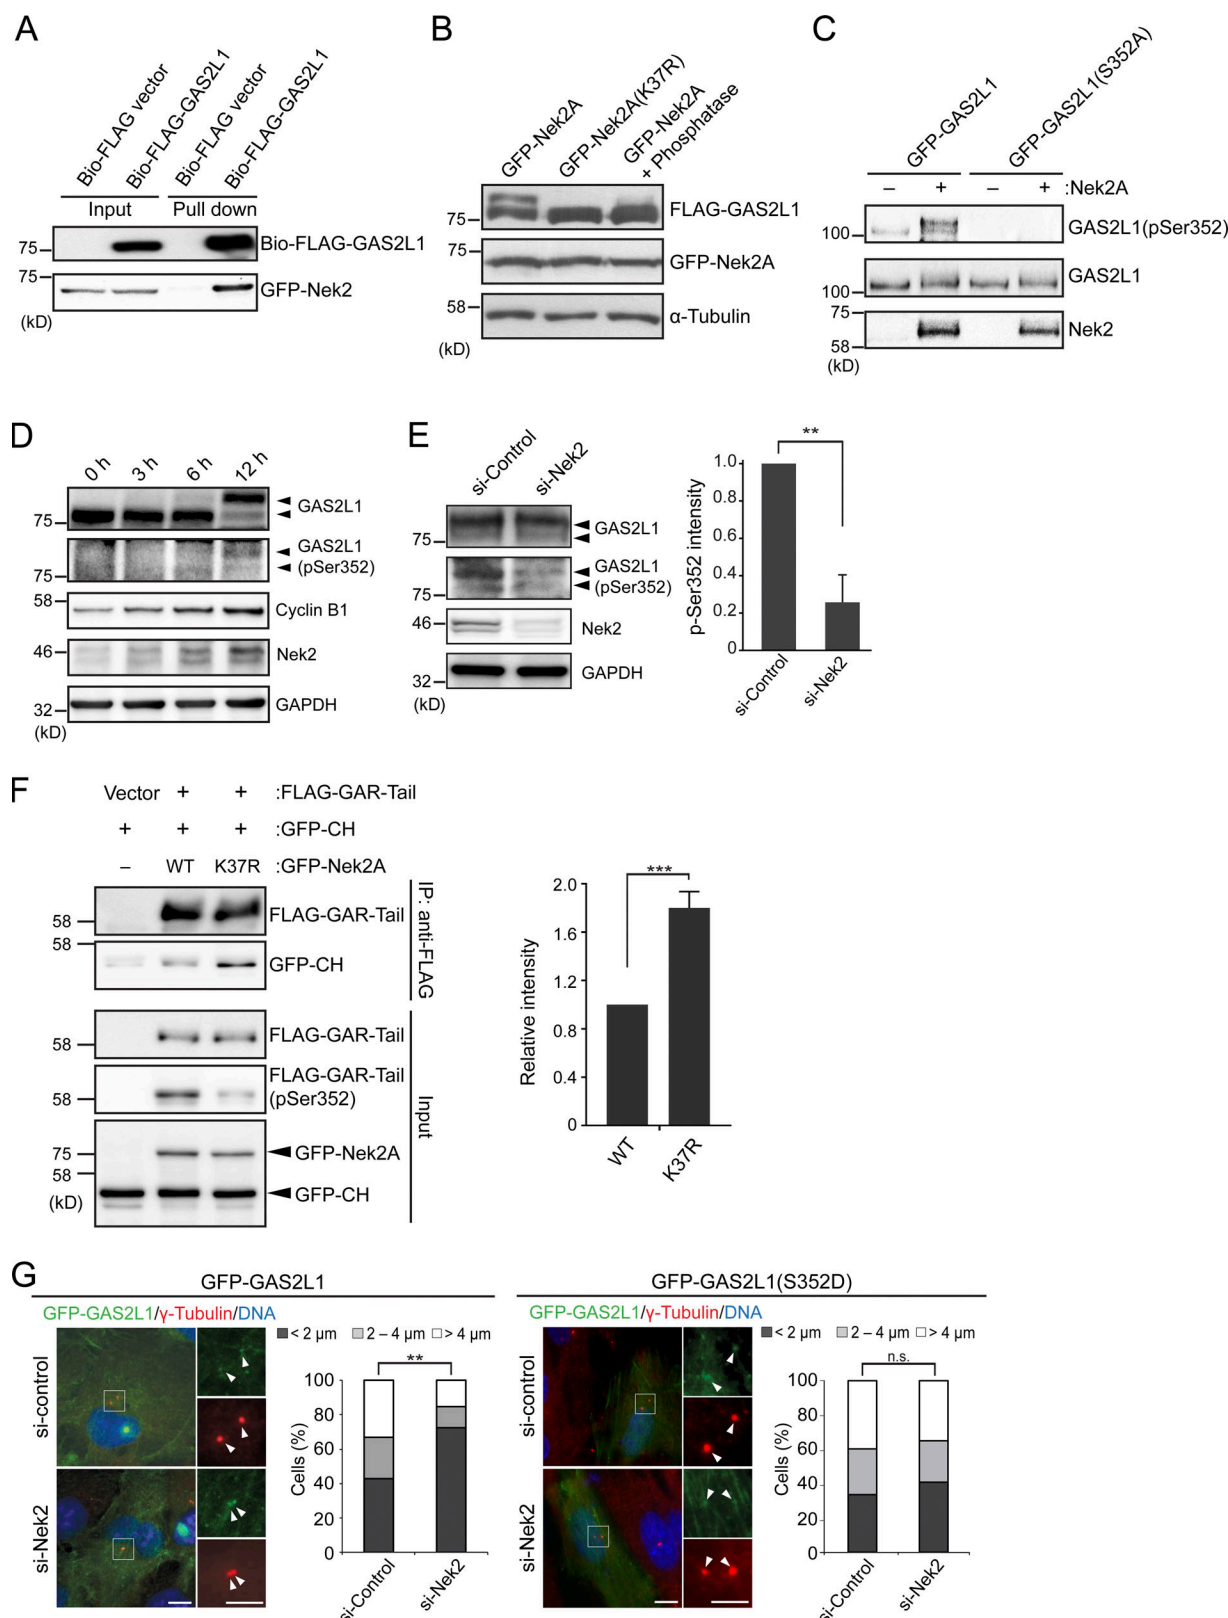 A
Bio-FLAG vector
Bio-FLAG-GAS2L1
Bio-FLAG vector
Bio-FLAG-GAS2L1
Input
Pull down
75
Bio-FLAG-GAS2L1
75
GFP-Nek2
(kD)
B
GFP-Nek2A
GFP-Nek2A(K37R)
GFP-Nek2A
+ Phosphatase
75
FLAG-GAS2L1
75
GFP-Nek2A
58
α-Tubulin
(kD)
C
GFP-GAS2L1
GFP-GAS2L1(S352A)
– + – + :Nek2A
100
GAS2L1(pSer352)
100
GAS2L1
75
58
Nek2
(kD)
D
0 h 3 h 6 h 12 h
75
GAS2L1
75
GAS2L1
(pSer352)
58
Cyclin B1
46
Nek2
32
GAPDH
(kD)
E
si-Control
si-Nek2
75
GAS2L1
75
GAS2L1
(pSer352)
46
Nek2
32
GAPDH
(kD)
**
p-Ser352 intensity
1.0
0.8
0.6
0.4
0.2
0
si-Control
si-Nek2
F
Vector + + :FLAG-GAR-Tail
+ + + :GFP-CH
– WT K37R :GFP-Nek2A
58
FLAG-GAR-Tail
58
GFP-CH
IP: anti-FLAG
58
FLAG-GAR-Tail
58
FLAG-GAR-Tail
(pSer352)
75
GFP-Nek2A
58
(kD)
GFP-CH
Input
***
Relative intensity
2.0
1.6
1.2
0.8
0.4
0
WT
K37R
G
GFP-GAS2L1
GFP-GAS2L1/γ-Tubulin/DNA
si-control
si-Nek2
< 2 µm 2 – 4 µm > 4 µm
**
Cells (%)
100
80
60
40
20
0
si-Control
si-Nek2
GFP-GAS2L1(S352D)
GFP-GAS2L1/γ-Tubulin/DNA
si-control
si-Nek2
< 2 µm 2 – 4 µm > 4 µm
n.s.
Cells (%)
100
80
60
40
20
0
si-Control
si-Nek2